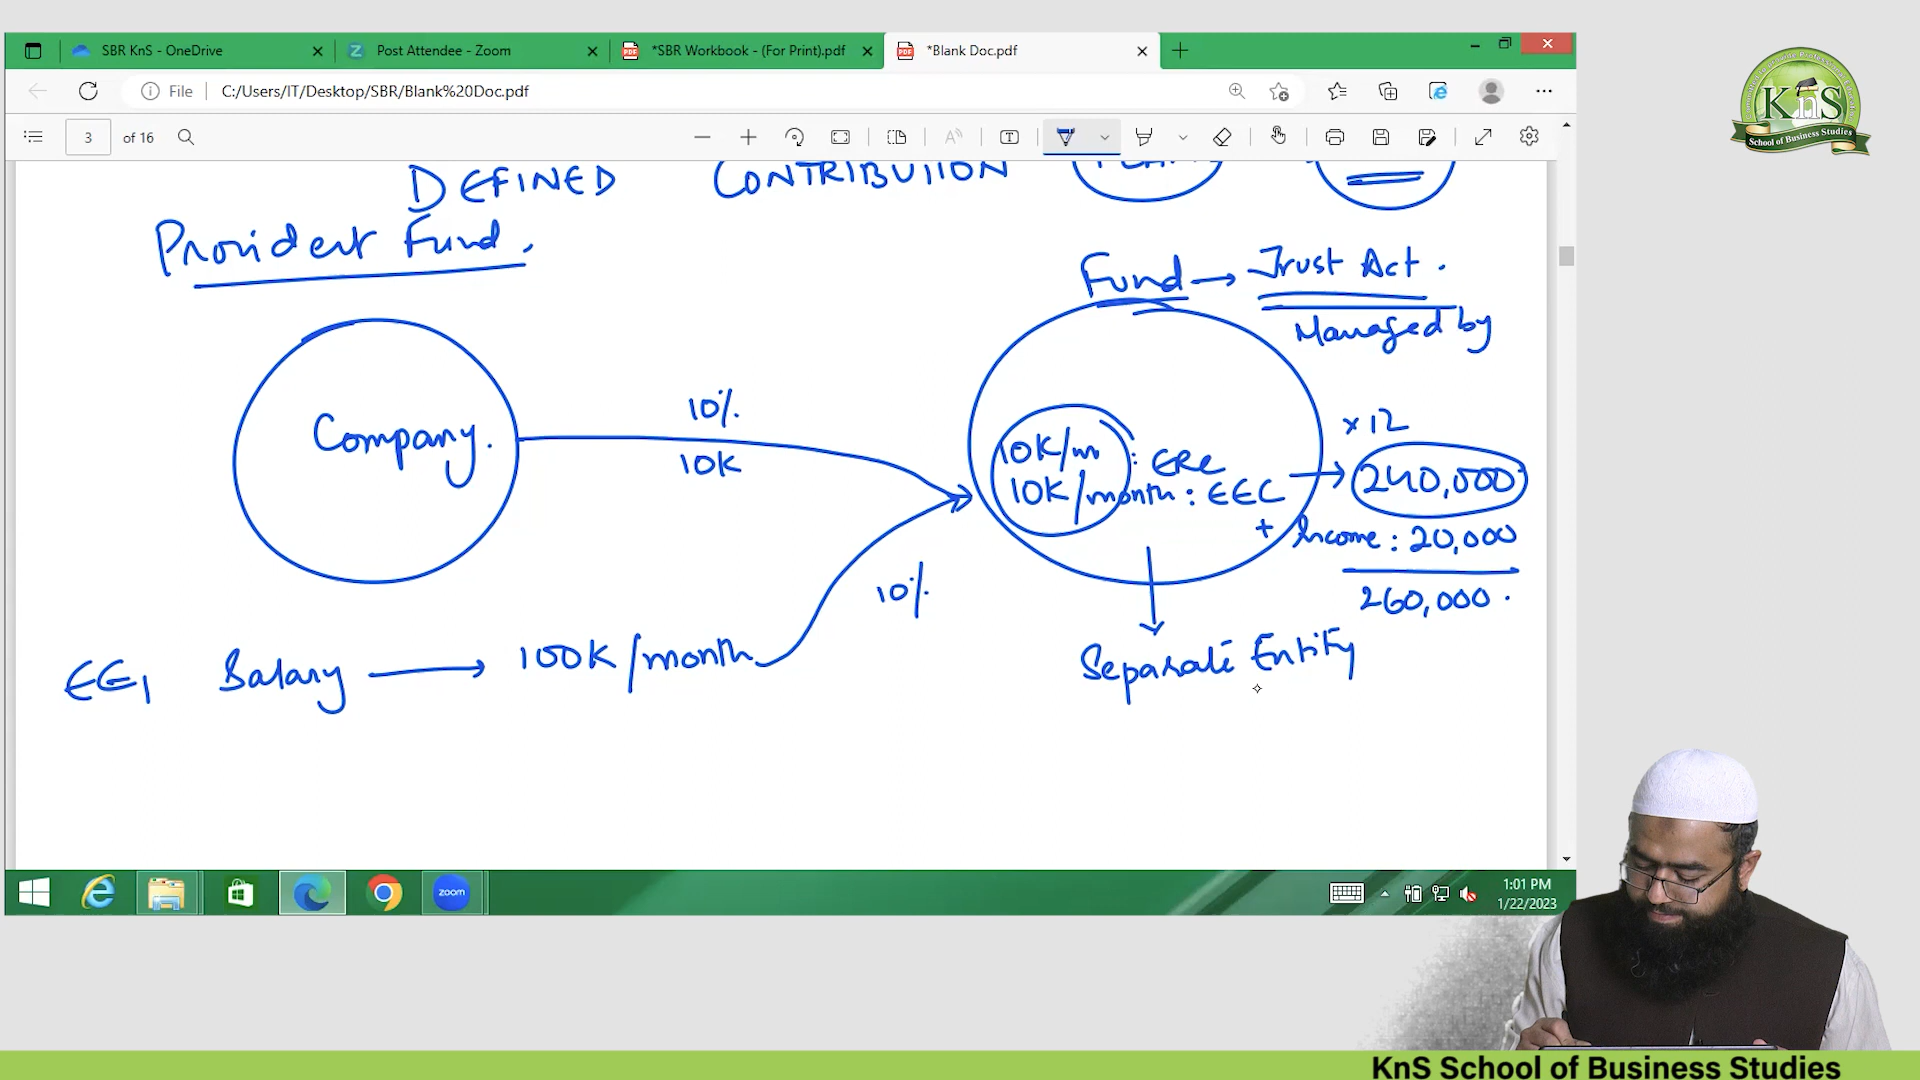 SBR KnS - OneDrive
Post Attendee - Zoom
*SBR Workbook - (For Print).pdf
*Blank Doc.pdf
File
C:/Users/IT/Desktop/SBR/Blank%20Doc.pdf
3 of 16
DEFINED CONTRIBUTION
Provident Fund.
Fund → Trust Act.
Managed by
Company.
10%
10K
10K/m : ERC
10K/month : EEC
x12
240,000
+ Income : 20,000
260,000.
10%
EE1 Salary → 100K/month
Separate Entity
zoom
1:01 PM
1/22/2023
KnS
School of Business Studies
KnS School of Business Studies